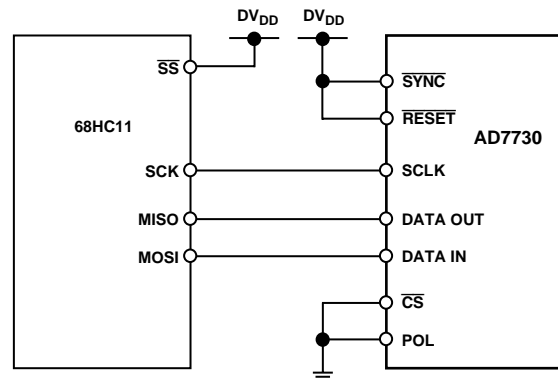 DVDD
DVDD
SS
SYNC
68HC11
RESET
AD7730
SCK
SCLK
MISO
DATA OUT
MOSI
DATA IN
CS
POL